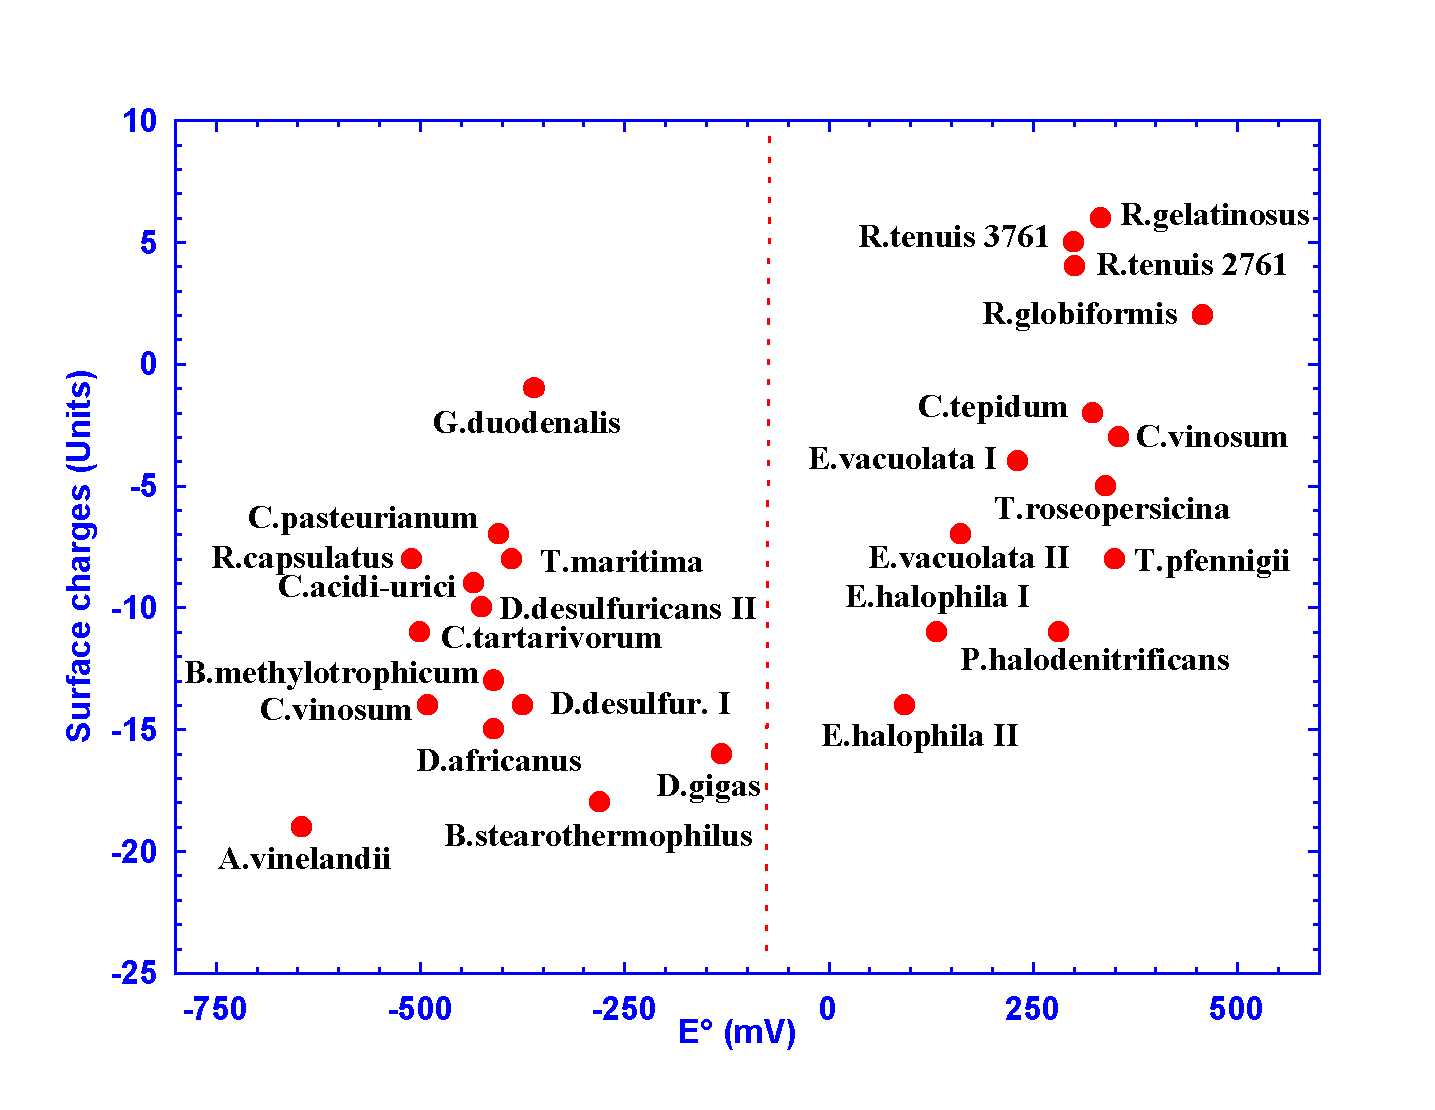 10
R.gelatinosus
R.tenuis 3761
5
R.tenuis 2761
R.globiformis
0
G.duodenalis
C.tepidum
C.vinosum
E.vacuolata I
-5
T.roseopersicina
C.pasteurianum
R.capsulatus
T.maritima
E.vacuolata II
T.pfennigii
C.acidi-urici
E.halophila I
-10
D.desulfuricans II
C.tartarivorum
P.halodenitrificans
B.methylotrophicum
C.vinosum
D.desulfur. I
-15
E.halophila II
D.africanus
D.gigas
B.stearothermophilus
-20
A.vinelandii
-25
Surface charges (Units)
-750
-500
-250
0
250
500
E° (mV)